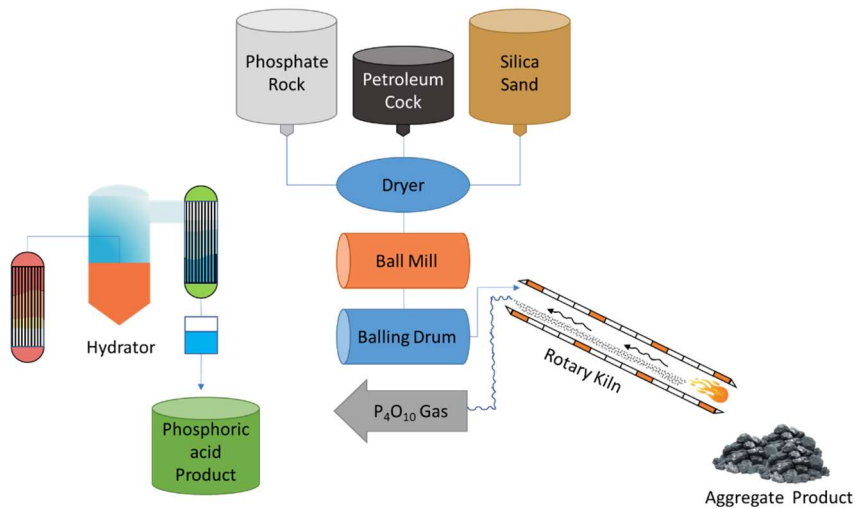 Phosphate
Rock
Petroleum
Cock
Silica
Sand
Dryer
Ball Mill
Balling Drum
Hydrator
Rotary Kiln
P₄O₁₀ Gas
Phosphoric
acid
Product
Aggregate Product